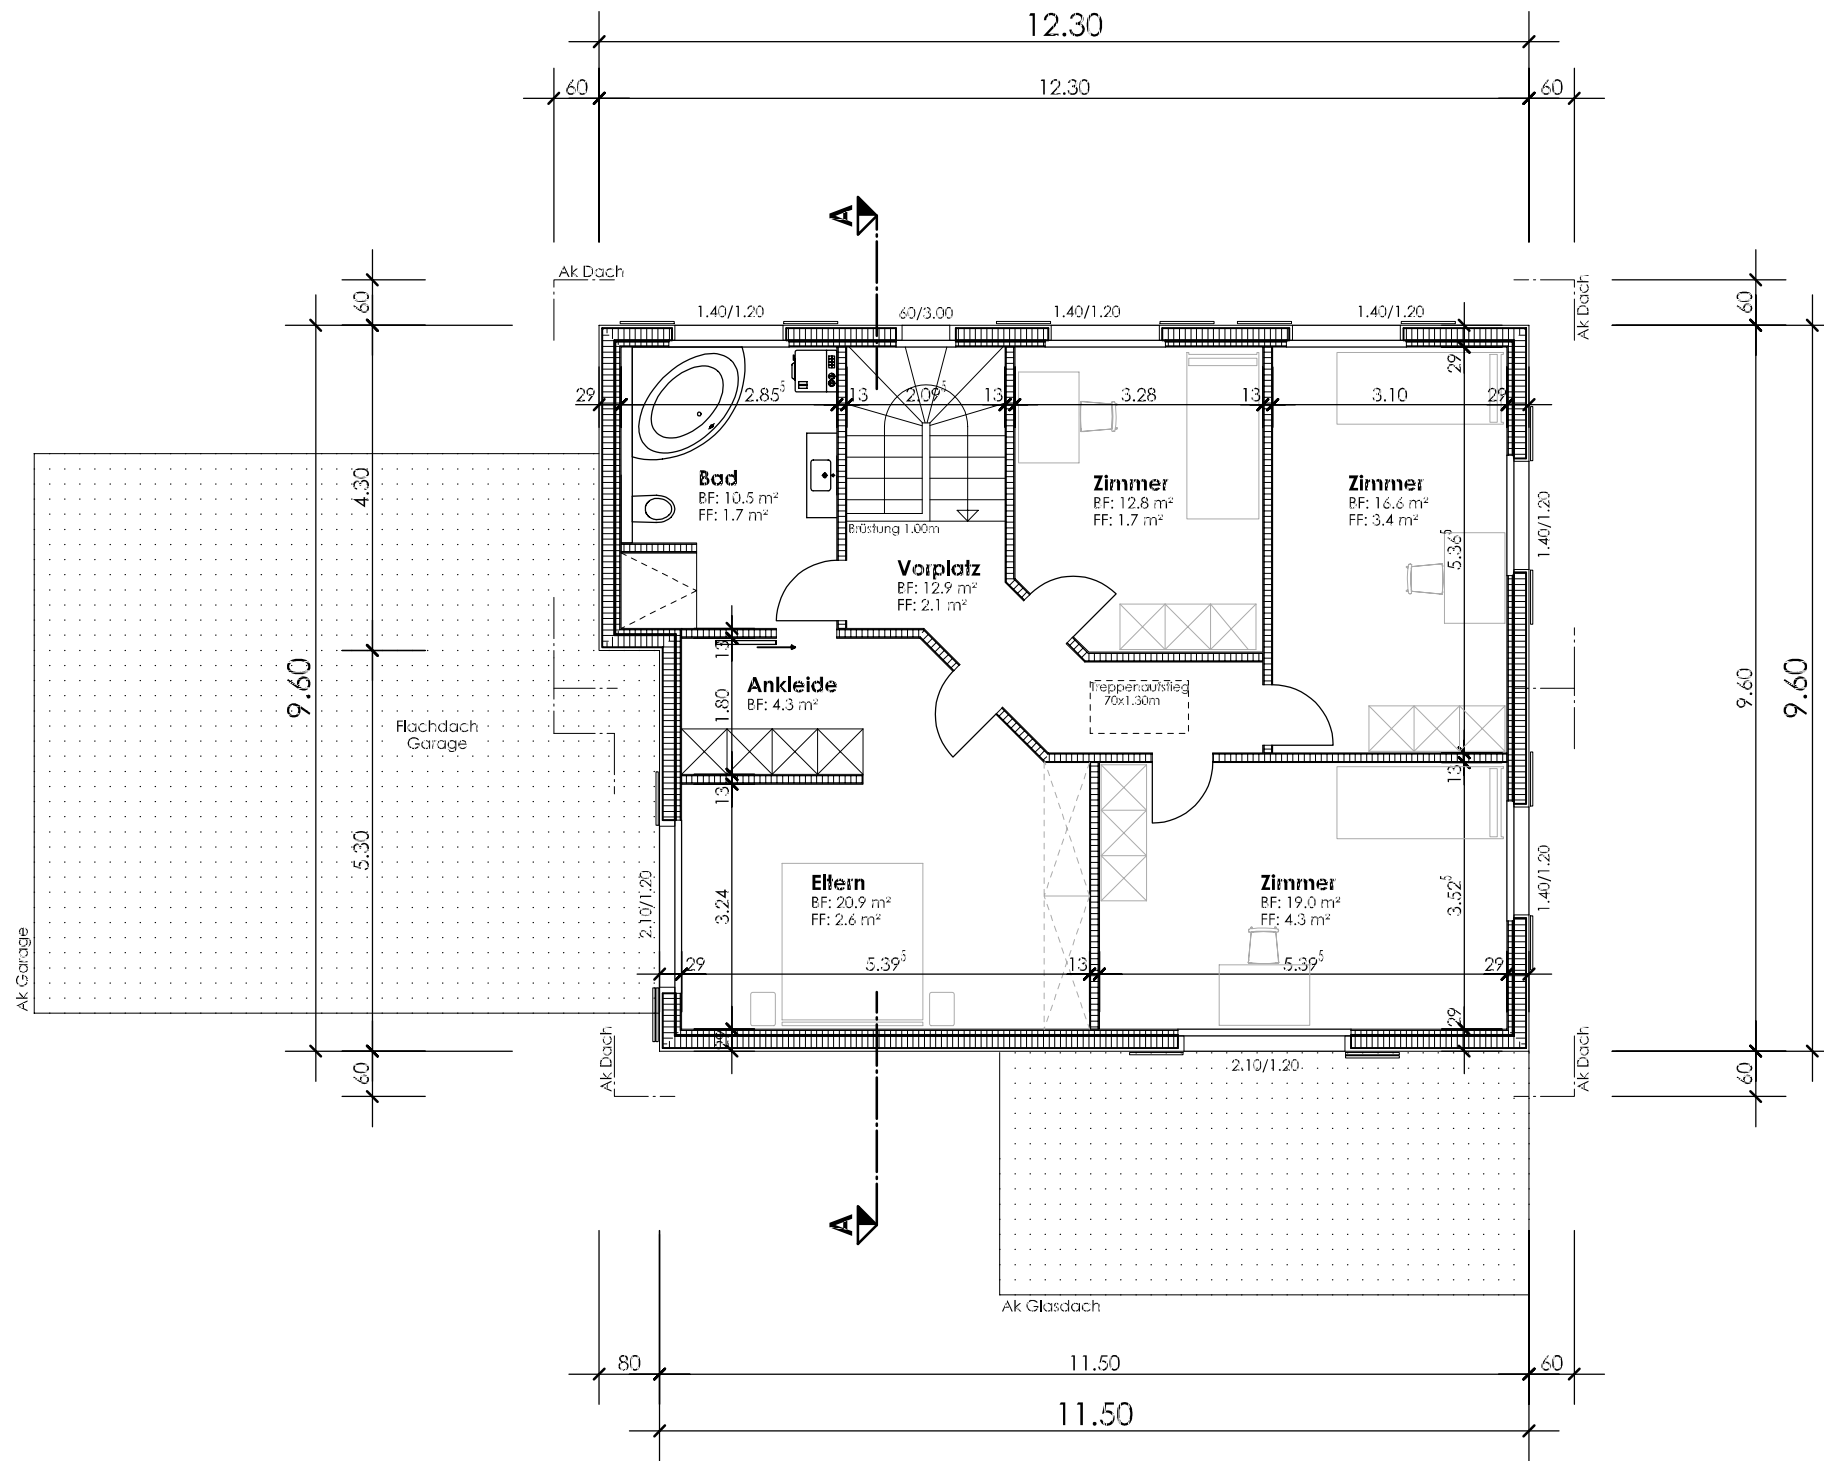 12.30
60
12.30
60
A
Ak Dach
Ak Dach
60
60
1.40/1.20
60/3.00
1.40/1.20
1.40/1.20
29
29
2.85⁵
13
2.09⁵
13
3.28
13
3.10
29
4.30
Bad
BF: 10.5 m²
FF: 1.7 m²
Zimmer
BF: 12.8 m²
FF: 1.7 m²
Zimmer
BF: 16.6 m²
FF: 3.4 m²
1.40/1.20
5.36⁵
Brüstung 1.00m
Vorplatz
BF: 12.9 m²
FF: 2.1 m²
13
9.60
Ankleide
BF: 4.3 m²
1.80
Treppenaufstieg
70x1.30m
9.60
9.60
Flachdach
Garage
13
13
5.30
2.10/1.20
3.24
Eltern
BF: 20.9 m²
FF: 2.6 m²
Zimmer
BF: 19.0 m²
FF: 4.3 m²
3.52⁵
1.40/1.20
Ak Garage
29
5.39⁵
13
5.39⁵
29
29
29
60
Ak Dach
2.10/1.20
Ak Dach
60
A
Ak Glasdach
80
11.50
60
11.50